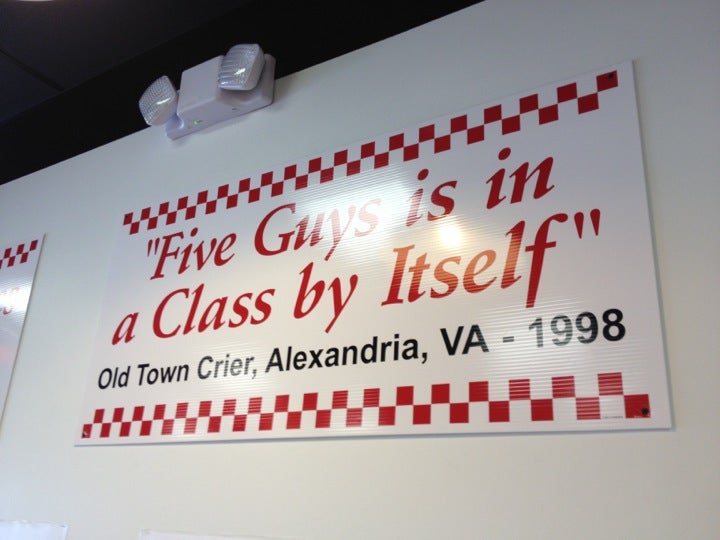 "Five Guys is in
a Class by Itself"
Old Town Crier, Alexandria, VA - 1998